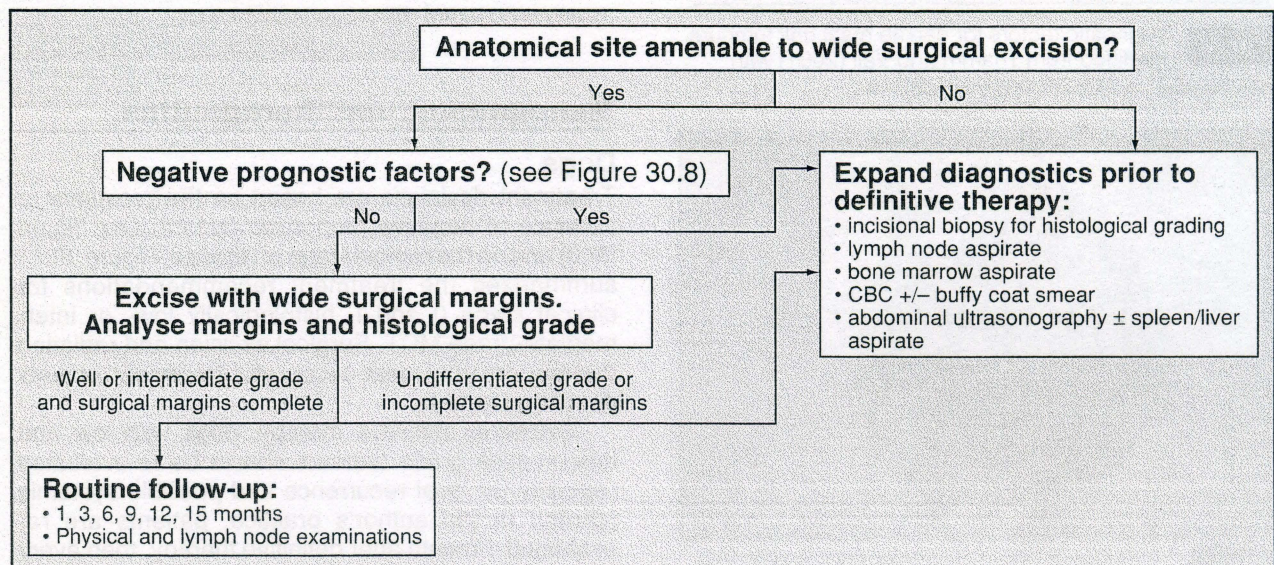 Anatomical site amenable to wide surgical excision?
Yes
No
Negative prognostic factors? (see Figure 30.8)
No
Yes
Expand diagnostics prior to
definitive therapy:
• incisional biopsy for histological grading
• lymph node aspirate
• bone marrow aspirate
• CBC +/– buffy coat smear
• abdominal ultrasonography ± spleen/liver
aspirate
Excise with wide surgical margins.
Analyse margins and histological grade
Well or intermediate grade
and surgical margins complete
Undifferentiated grade or
incomplete surgical margins
Routine follow-up:
• 1, 3, 6, 9, 12, 15 months
• Physical and lymph node examinations